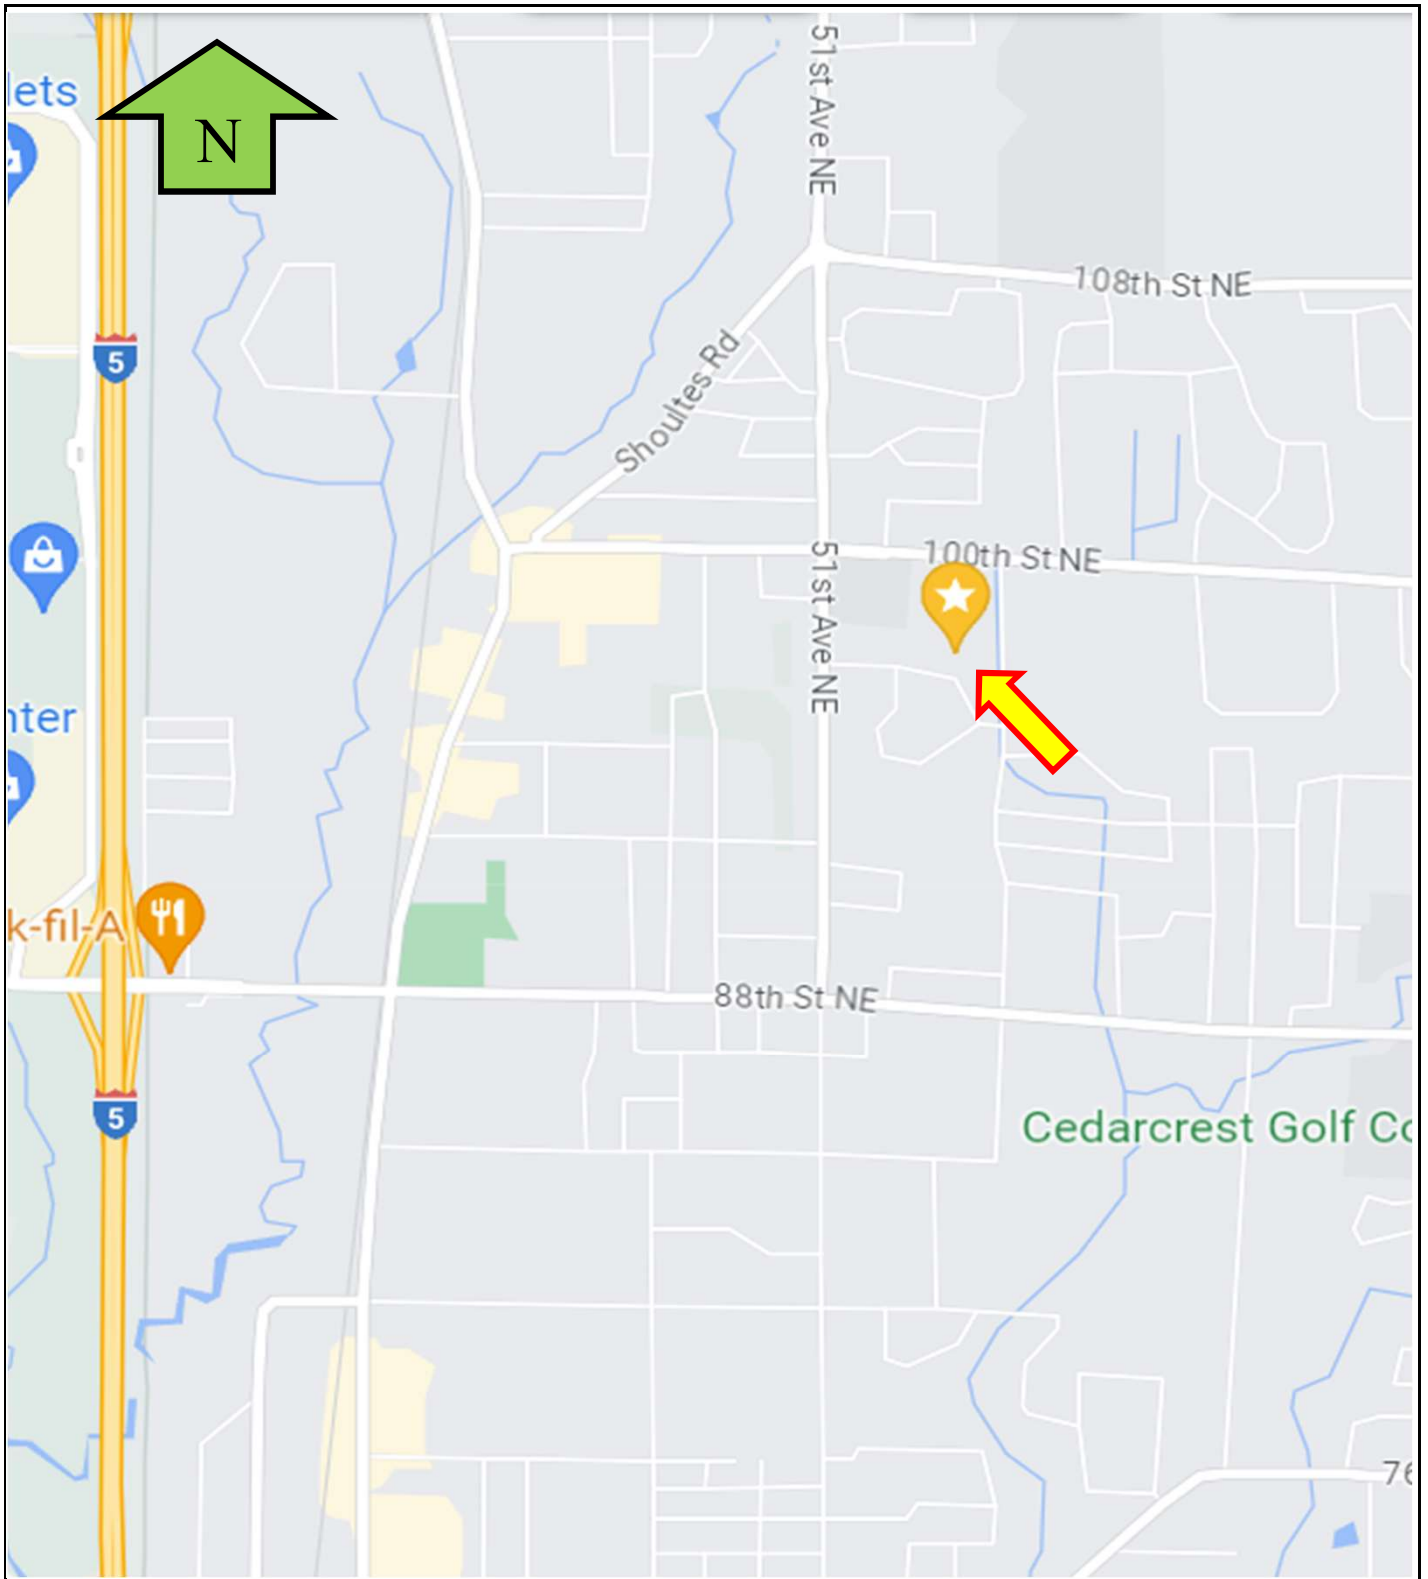 51st Ave NE
lets
N
108th St NE
5
Shoultes Rd
100th St NE
51st Ave NE
nter
k-fil-A
88th St NE
5
Cedarcrest Golf Co
76